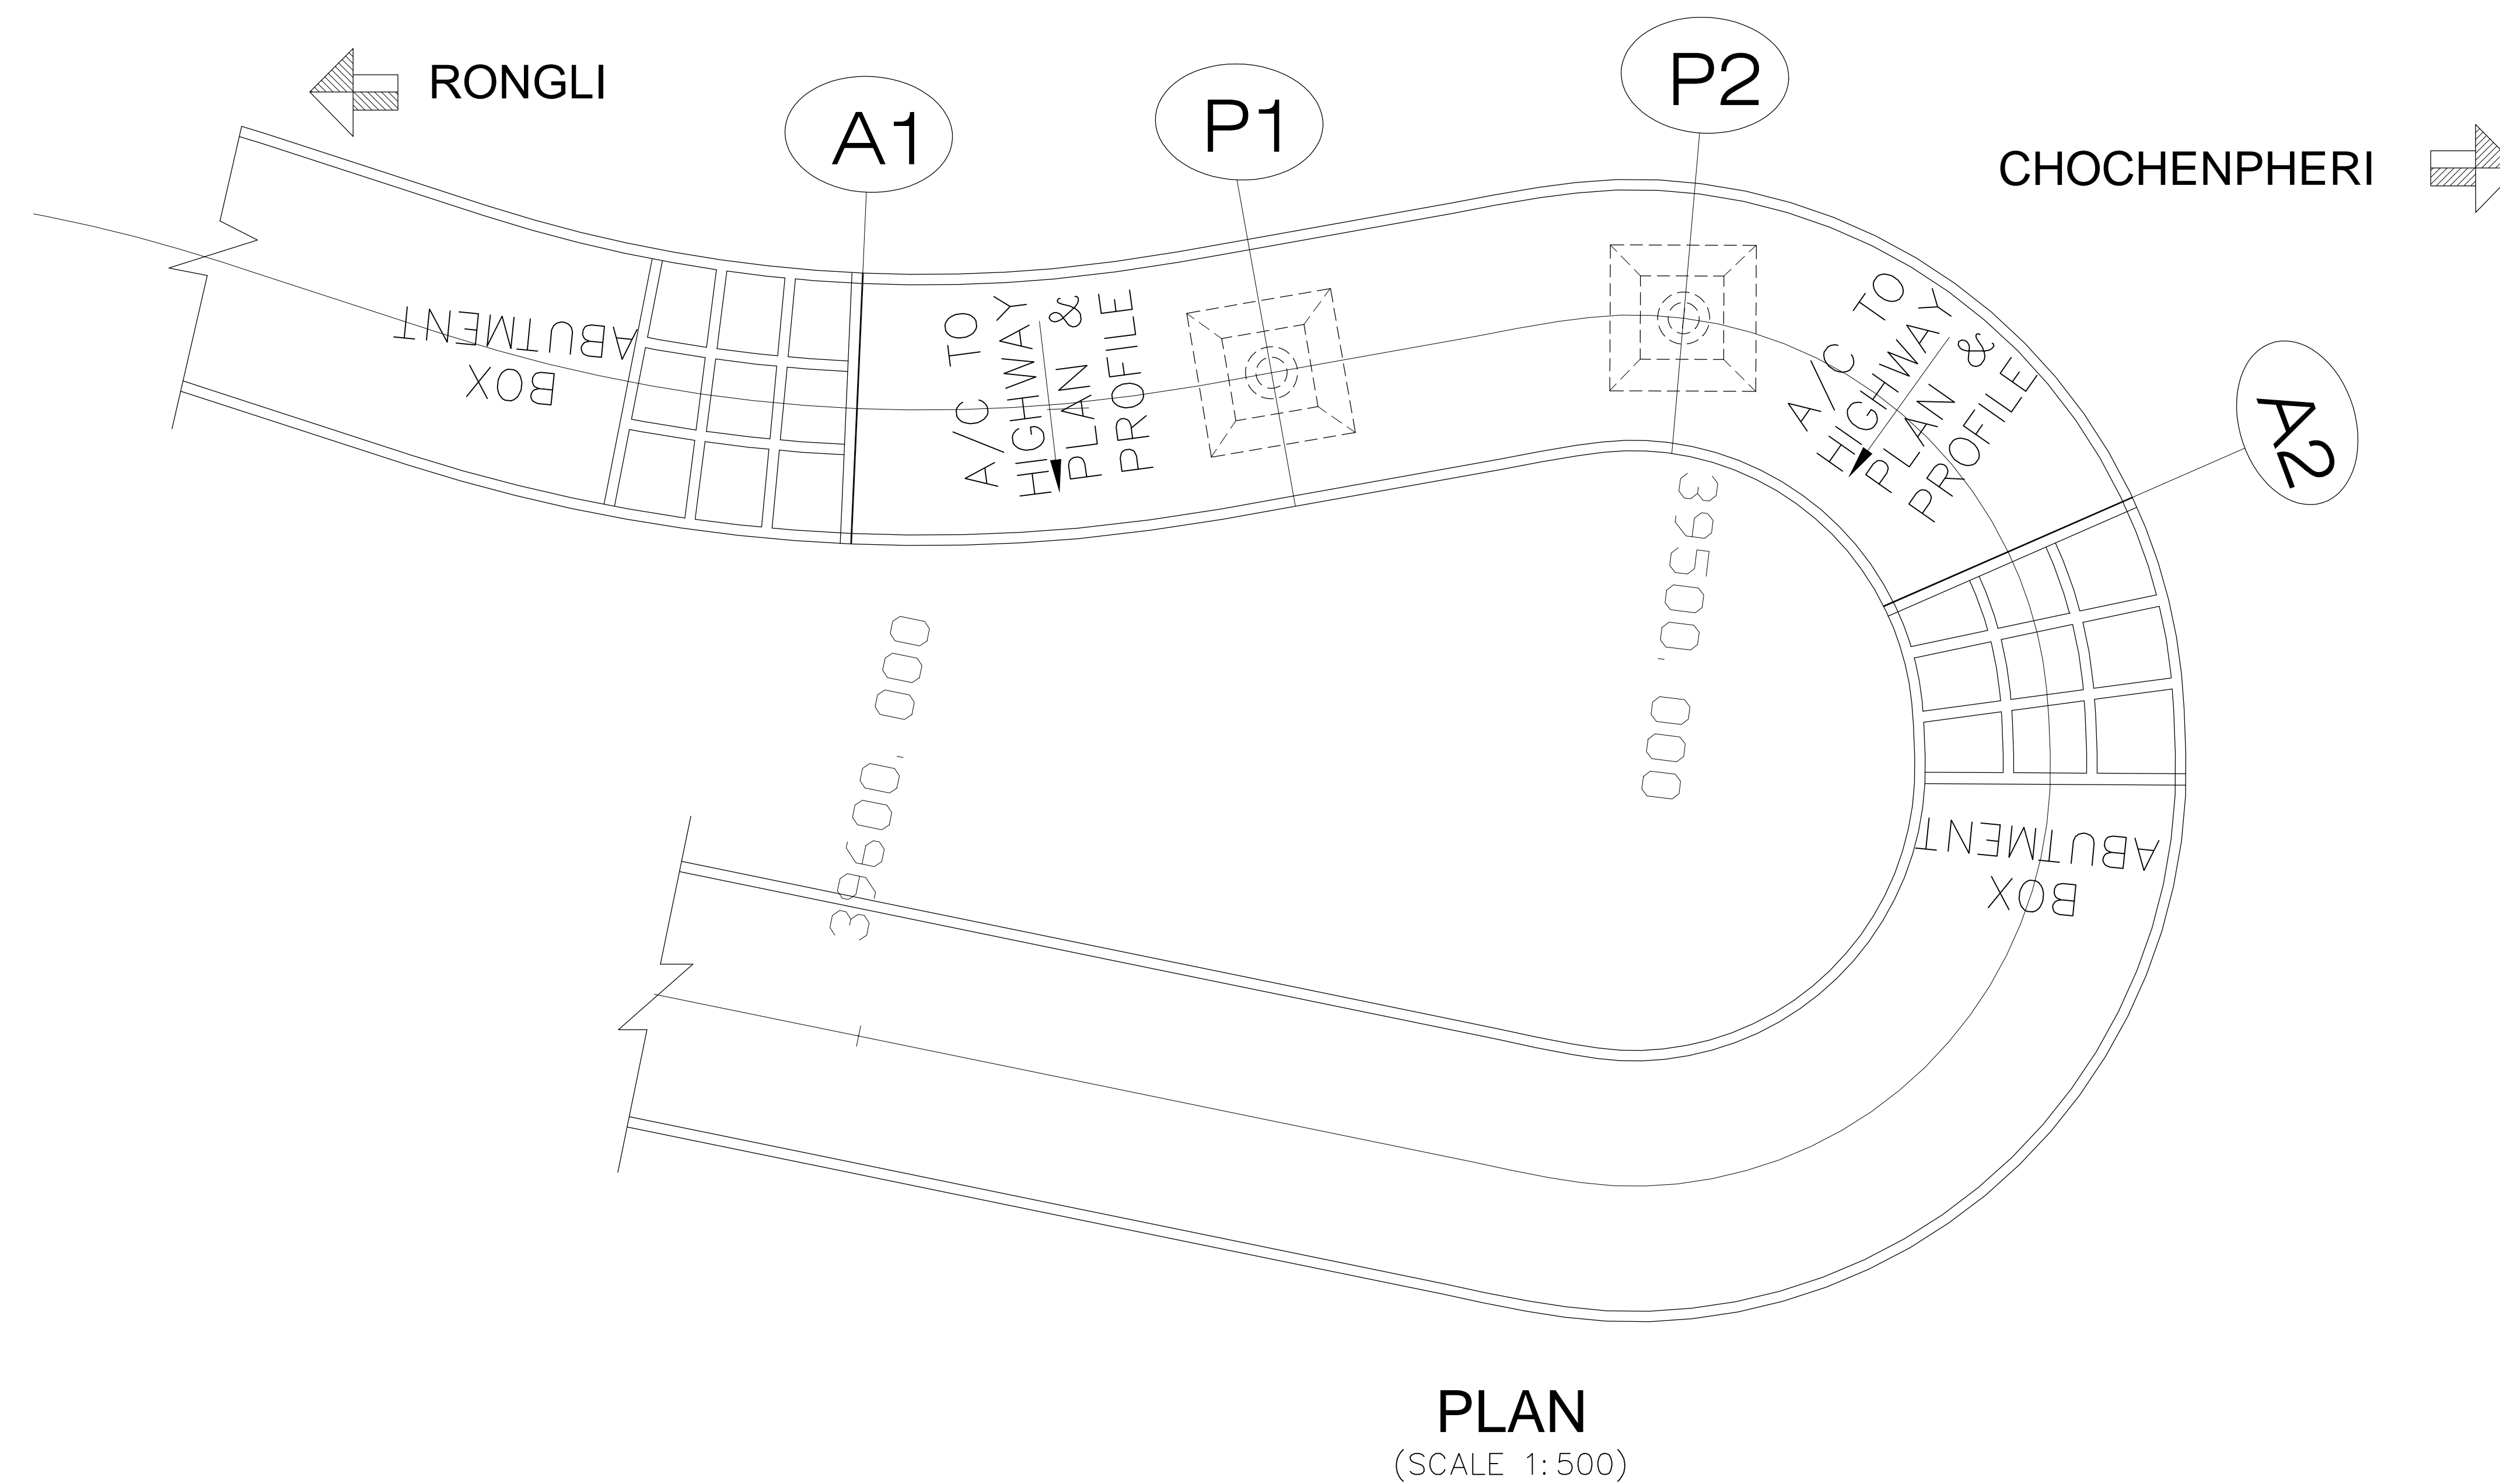 RONGLI
A1
P1
P2
CHOCHENPHERI
A2
BOX
ABUTMENT
A/C TO
HIGHWAY
PLAN &
PROFILE
A/C TO
HIGHWAY
PLAN &
PROFILE
39500.000
39600.000
BOX
ABUTMENT
PLAN
(SCALE 1:500)